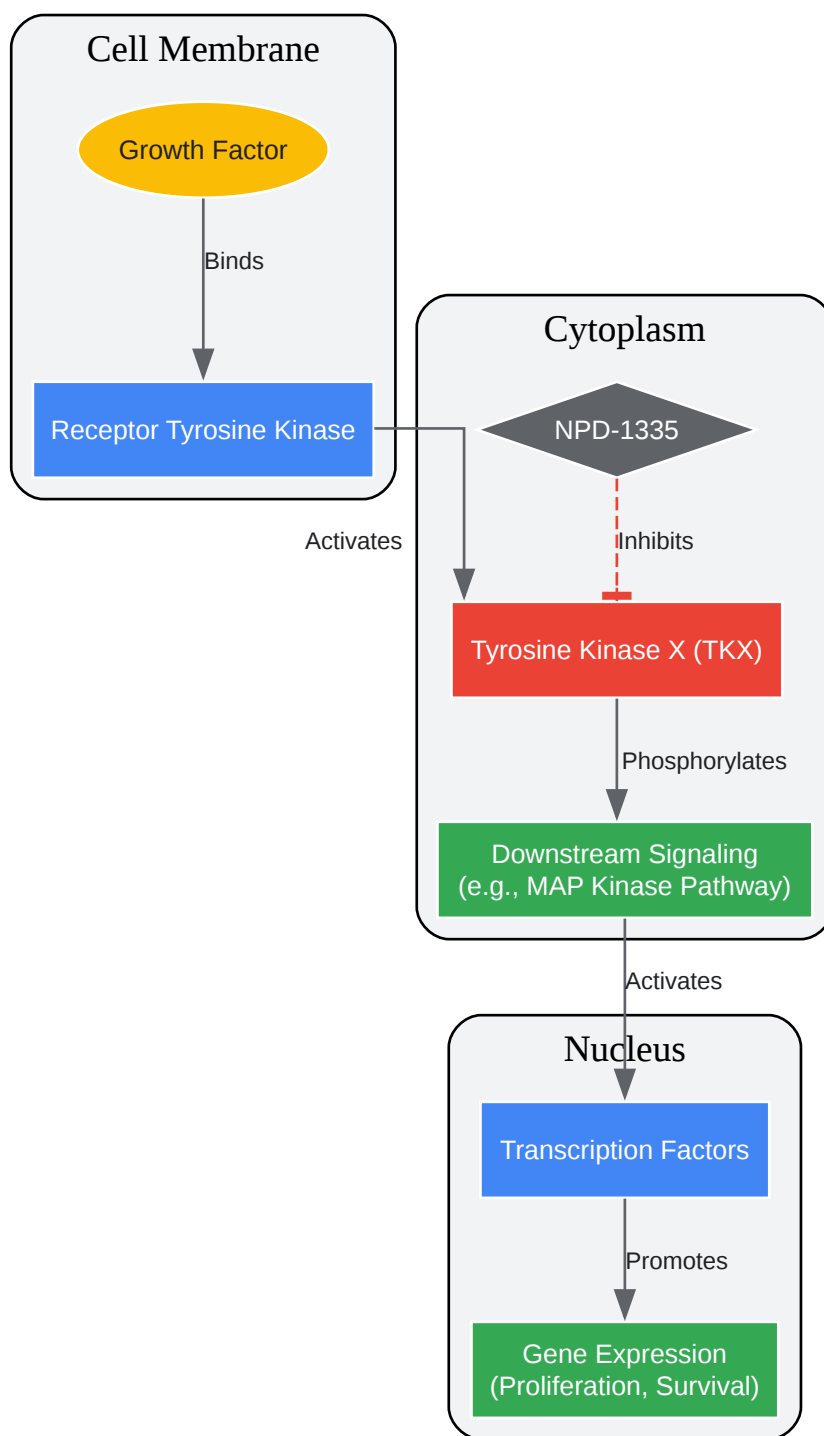 Cell Membrane
Growth Factor
Binds
Receptor Tyrosine Kinase
Activates
Cytoplasm
NPD-1335
Inhibits
Tyrosine Kinase X (TKX)
Phosphorylates
Downstream Signaling
(e.g., MAP Kinase Pathway)
Activates
Nucleus
Transcription Factors
Promotes
Gene Expression
(Proliferation, Survival)